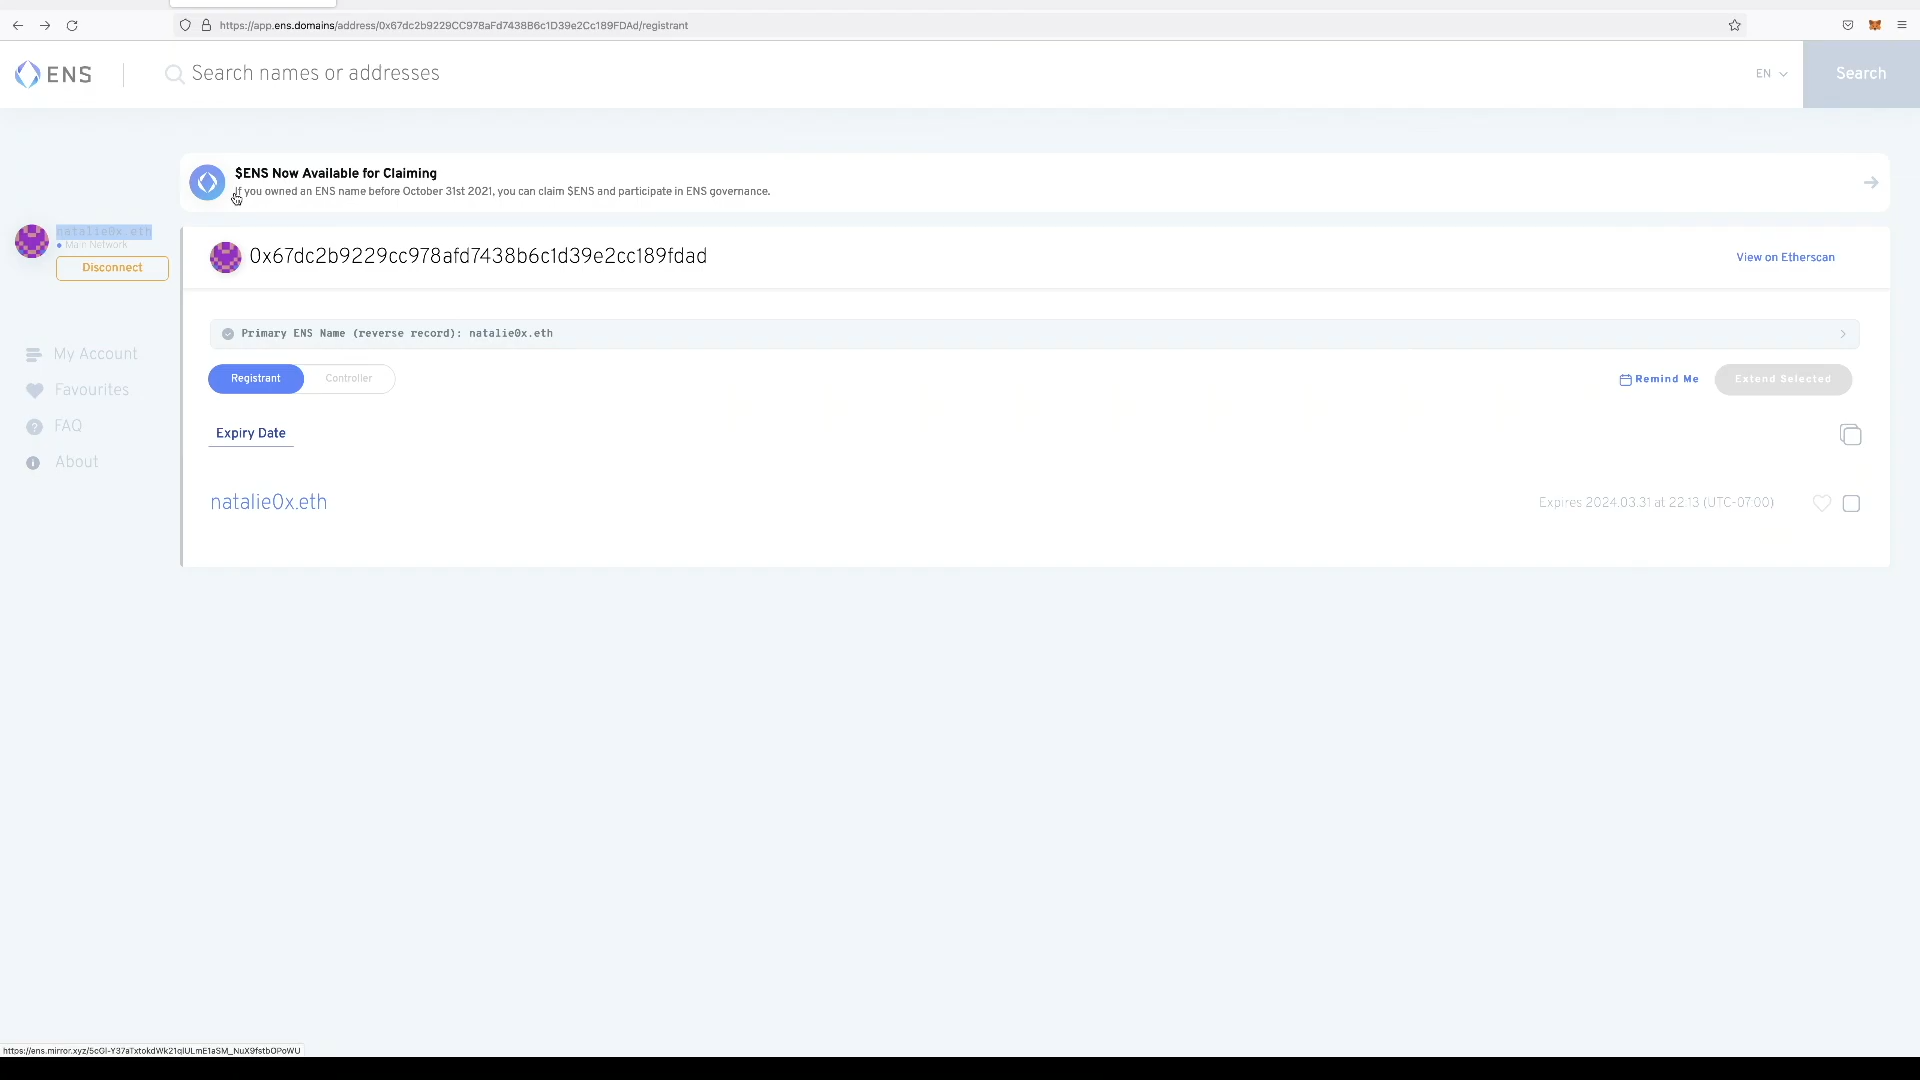 https://app.ens.domains/address/0x67dc2b9229CC978aFd7438B6c1D39e2Cc189FDAd/registrant
ENS
Search names or addresses
EN
Search
$ENS Now Available for Claiming
If you owned an ENS name before October 31st 2021, you can claim $ENS and participate in ENS governance.
natalie0x.eth
Main Network
Disconnect
0x67dc2b9229cc978afd7438b6c1d39e2cc189fdad
View on Etherscan
Primary ENS Name (reverse record): natalie0x.eth
My Account
Favourites
FAQ
About
Registrant
Controller
Remind Me
Extend Selected
Expiry Date
natalie0x.eth
Expires 2024.03.31 at 22:13 (UTC-07:00)